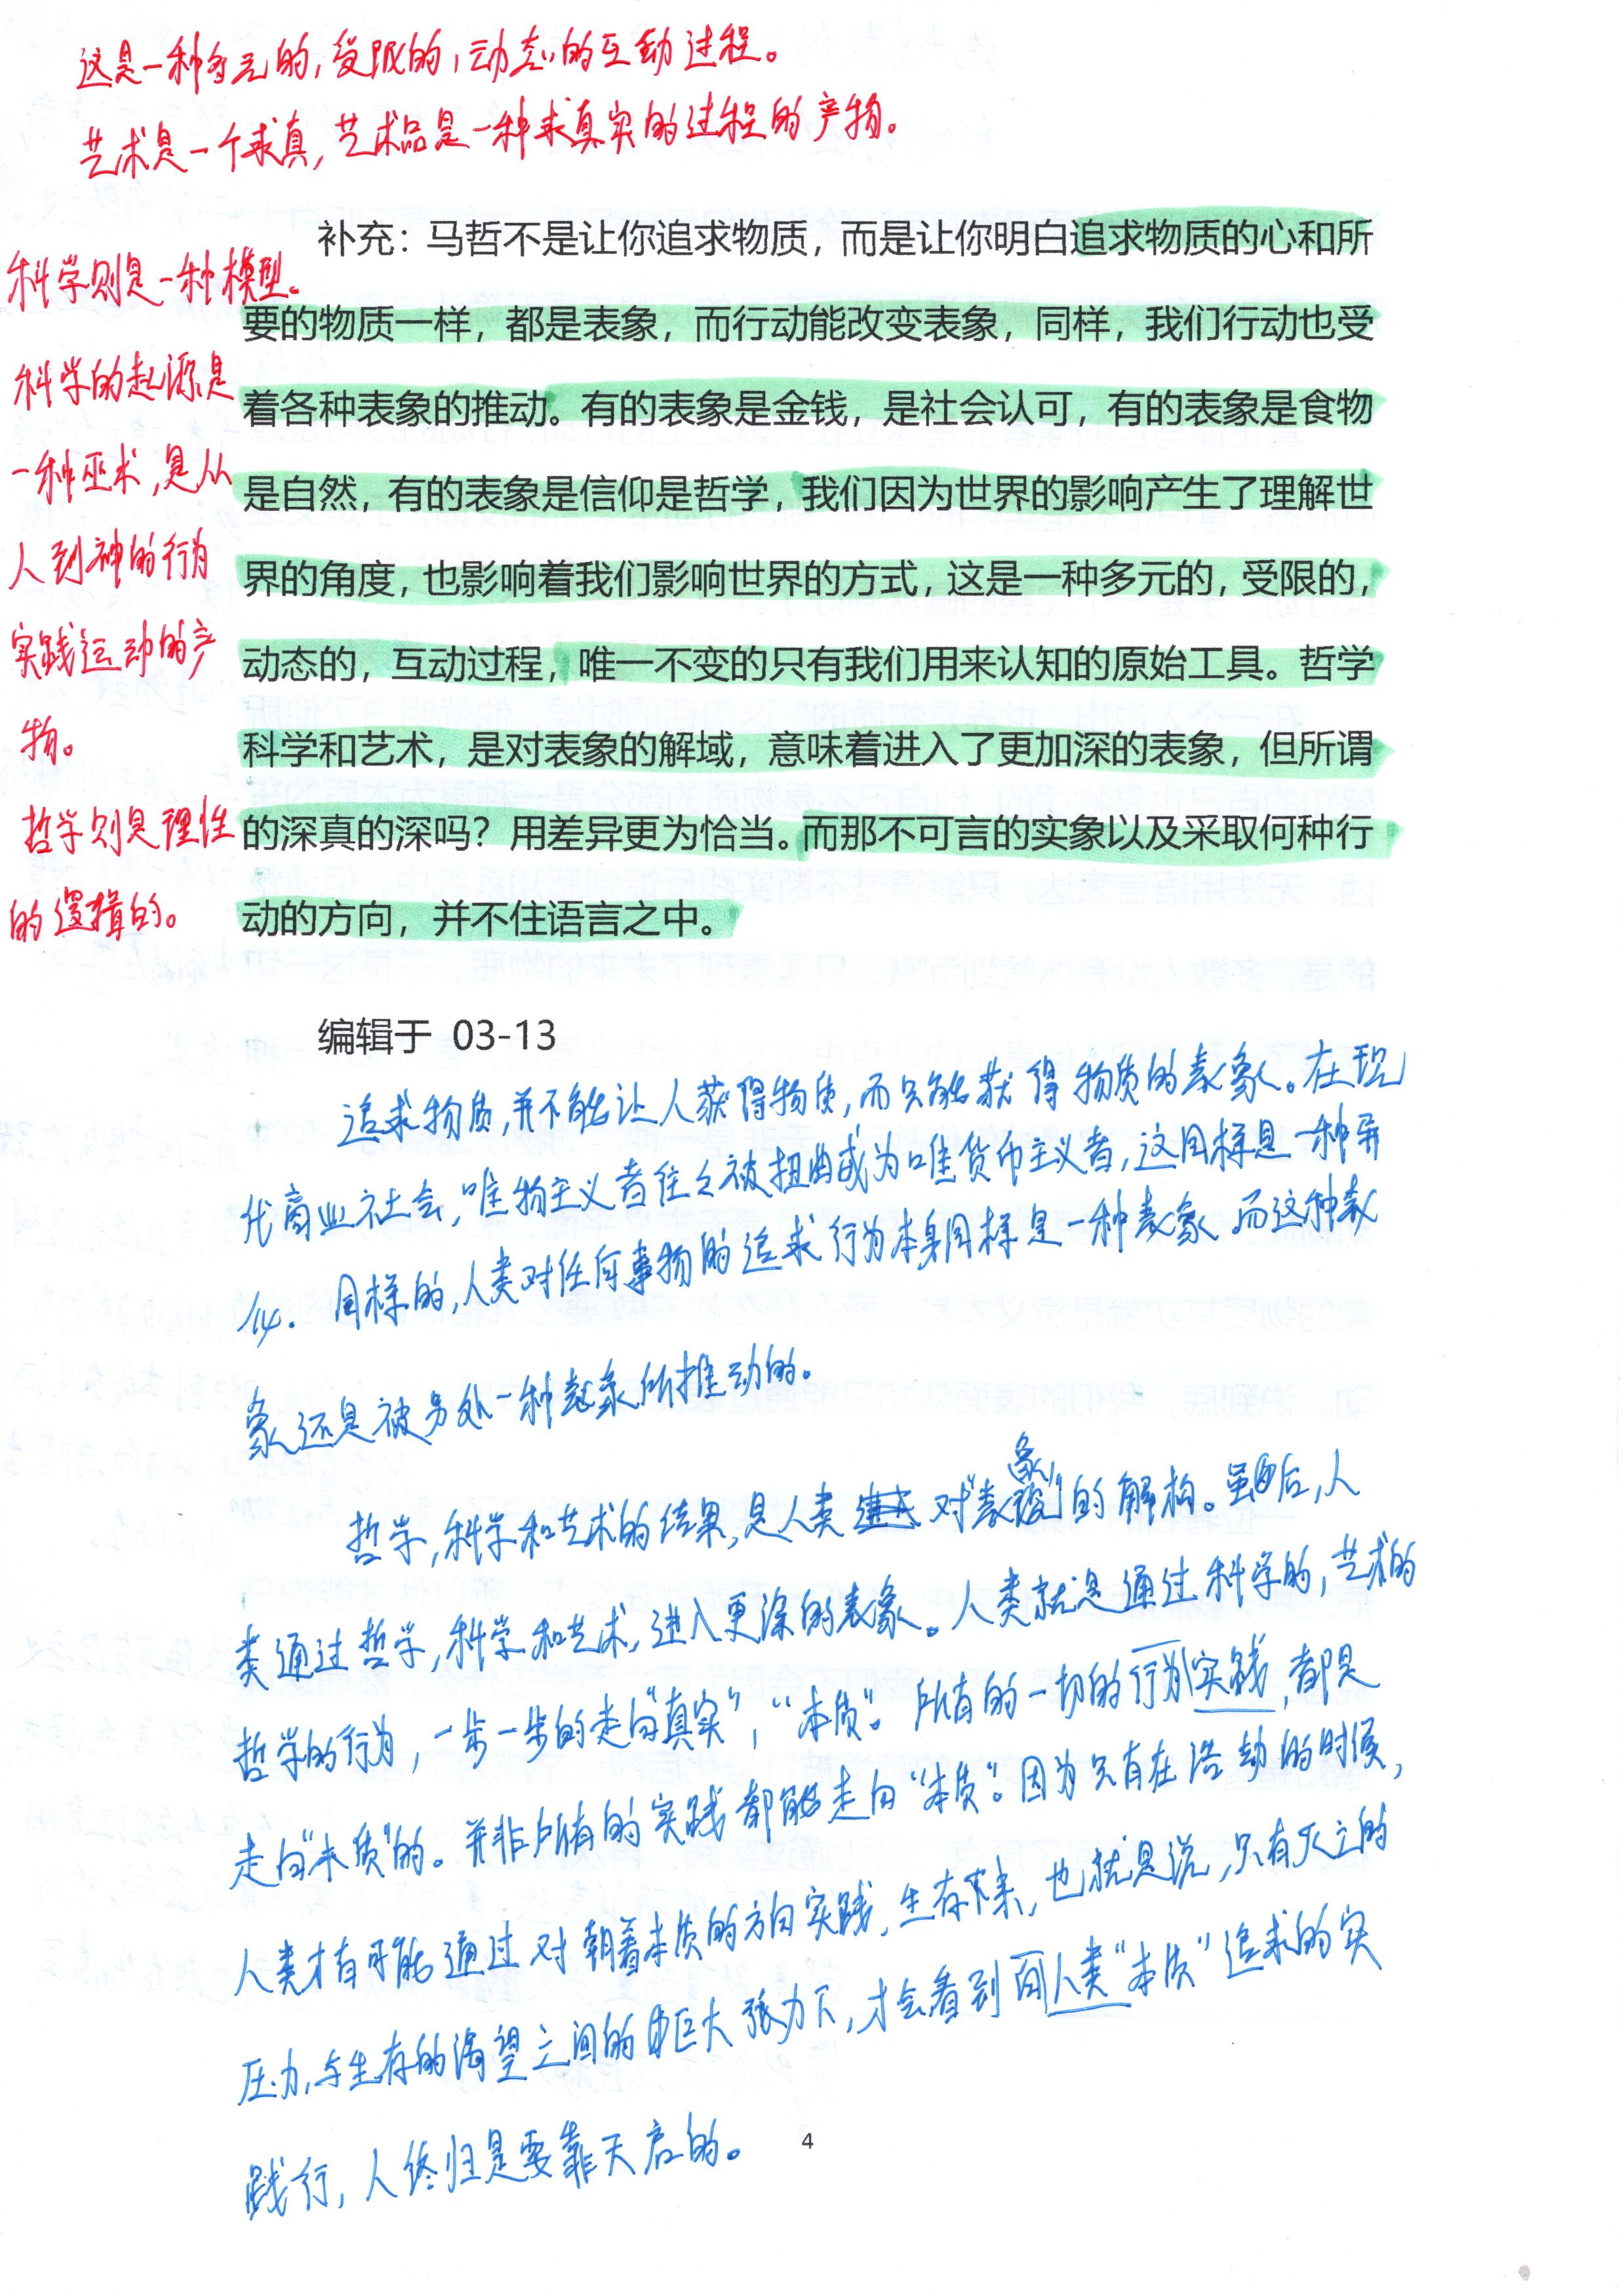 这是一种多元的,受限的,动态的互动过程。
艺术是一个求真,艺术品是一种求真实的过程的产物。
科学则是一种模型。
科学的起源是
一种巫术,是从
人到神的行为
实践运动的产
物。
哲学则是理性
的逻辑的。
补充：马哲不是让你追求物质，而是让你明白追求物质的心和所
要的物质一样，都是表象，而行动能改变表象，同样，我们行动也受
着各种表象的推动。有的表象是金钱，是社会认可，有的表象是食物
是自然，有的表象是信仰是哲学，我们因为世界的影响产生了理解世
界的角度，也影响着我们影响世界的方式，这是一种多元的，受限的，
动态的，互动过程，唯一不变的只有我们用来认知的原始工具。哲学
科学和艺术，是对表象的解域，意味着进入了更加深的表象，但所谓
的深真的深吗？用差异更为恰当。而那不可言的实象以及采取何种行
动的方向，并不住语言之中。
编辑于 03-13
追求物质,并不能让人获得物质,而只能获得物质的表象。在现
代商业社会,唯物主义者往往被扭曲成为唯货币主义者,这同样是一种异
化. 同样的,人类对任何事物的追求行为本身同样是一种表象,而这种表
象还是被另处一种表象所推动的。
哲学,科学和艺术的结果,是人类对“表象”的解构。最后,人
类通过哲学,科学和艺术,进入更深的表象。人类就是通过科学的,艺术的
哲学的行为,一步一步的走向“真实”,“本质”。所有的一切的行为实践,都是
走向“本质”的。并非所有的实践都能走向“本质”。因为只有在浩劫的时候,
人类才有可能通过对朝着本质的方向实践,生存下来,也就是说,只有灭亡的
压力,与生存的渴望之间的巨大张力下,才会看到人类“本质”追求的实
践行,人终归是要靠天启的。
4